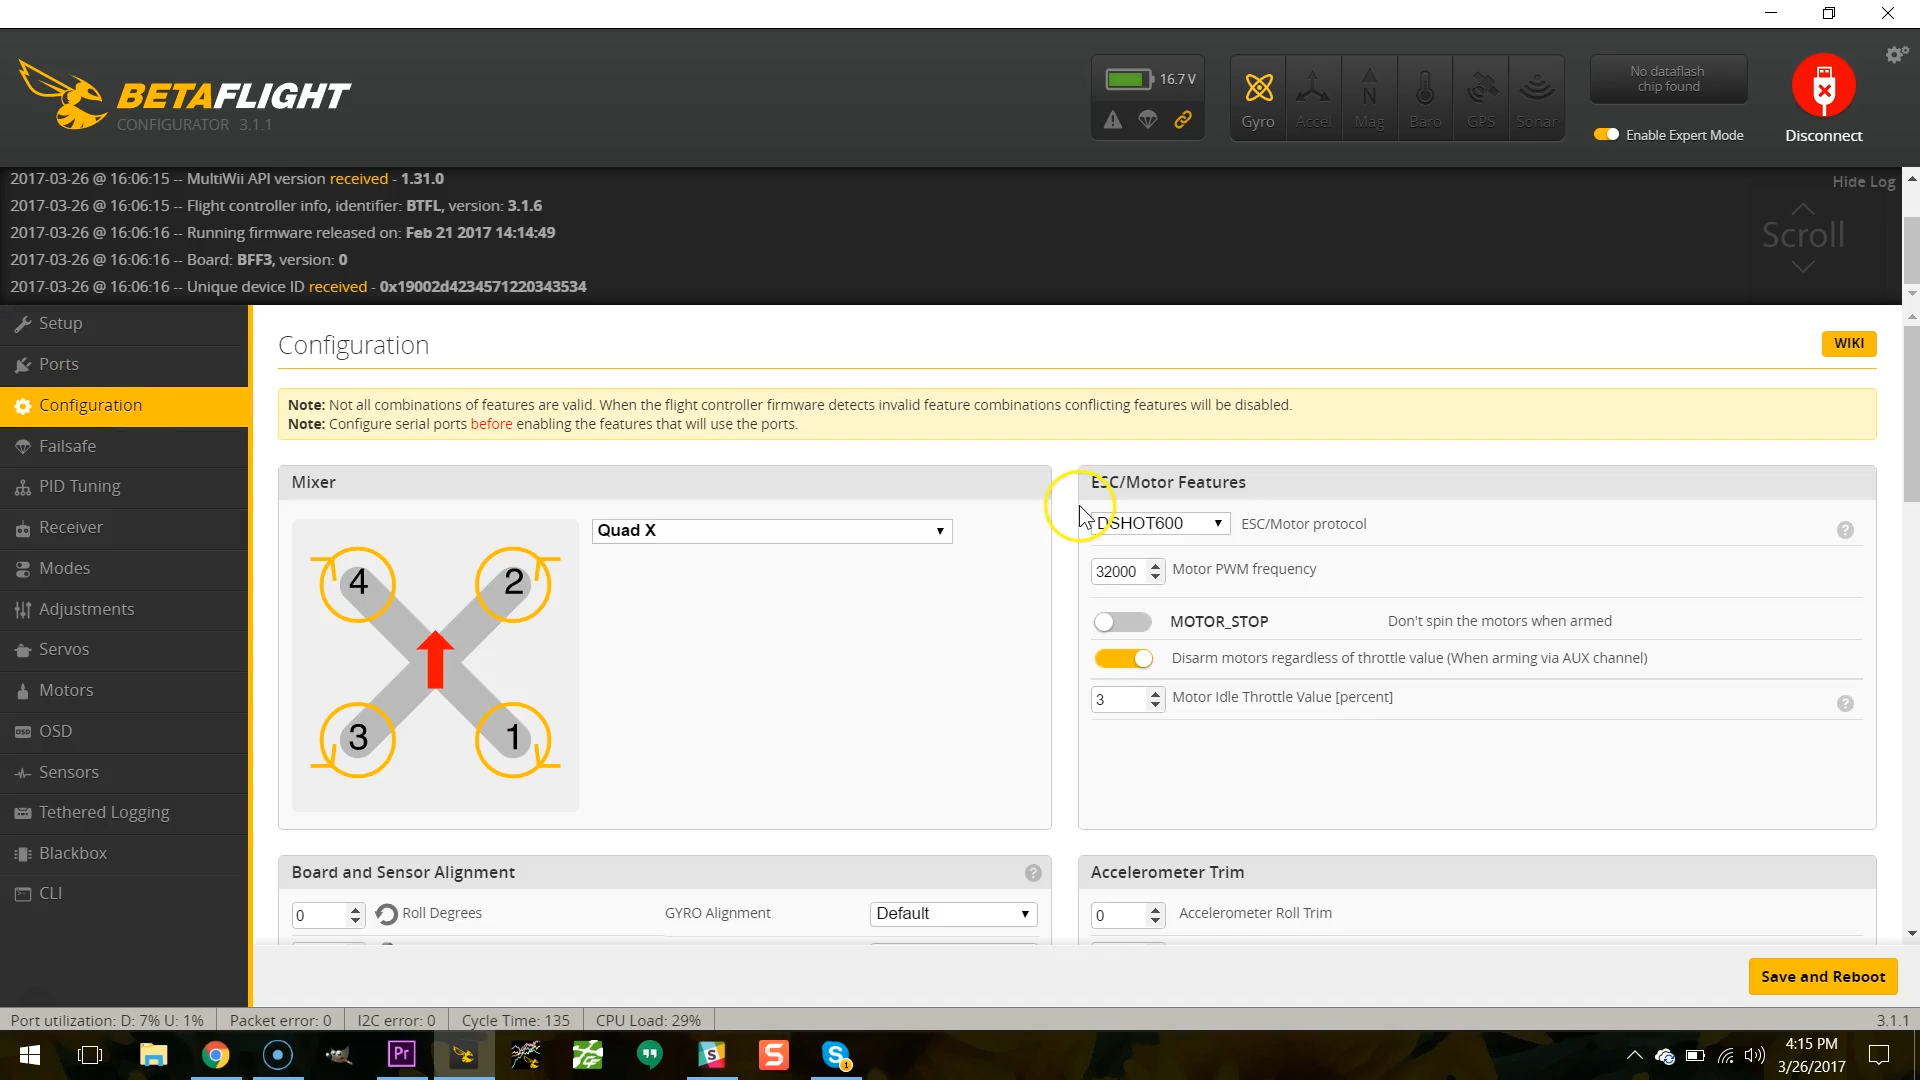 BETAFLIGHT
CONFIGURATOR 3.1.1
16.7 V
Gyro
Accel
Mag
Baro
GPS
Sonar
No dataflash
chip found
Enable Expert Mode
Disconnect
2017-03-26 @ 16:06:15 -- MultiWii API version received - 1.31.0
2017-03-26 @ 16:06:15 -- Flight controller info, identifier: BTFL, version: 3.1.6
2017-03-26 @ 16:06:16 -- Running firmware released on: Feb 21 2017 14:14:49
2017-03-26 @ 16:06:16 -- Board: BFF3, version: 0
2017-03-26 @ 16:06:16 -- Unique device ID received - 0x19002d4234571220343534
Hide Log
Scroll
Setup
Ports
Configuration
Failsafe
PID Tuning
Receiver
Modes
Adjustments
Servos
Motors
OSD
Sensors
Tethered Logging
Blackbox
CLI
Configuration
WIKI
Note: Not all combinations of features are valid. When the flight controller firmware detects invalid feature combinations conflicting features will be disabled.
Note: Configure serial ports before enabling the features that will use the ports.
Mixer
Quad X
4
2
3
1
ESC/Motor Features
DSHOT600 ESC/Motor protocol
32000 Motor PWM frequency
MOTOR_STOP Don't spin the motors when armed
Disarm motors regardless of throttle value (When arming via AUX channel)
3 Motor Idle Throttle Value [percent]
Board and Sensor Alignment
0 Roll Degrees GYRO Alignment Default
Accelerometer Trim
0 Accelerometer Roll Trim
Save and Reboot
Port utilization: D: 7% U: 1% Packet error: 0 I2C error: 0 Cycle Time: 135 CPU Load: 29% 3.1.1
4:15 PM
3/26/2017